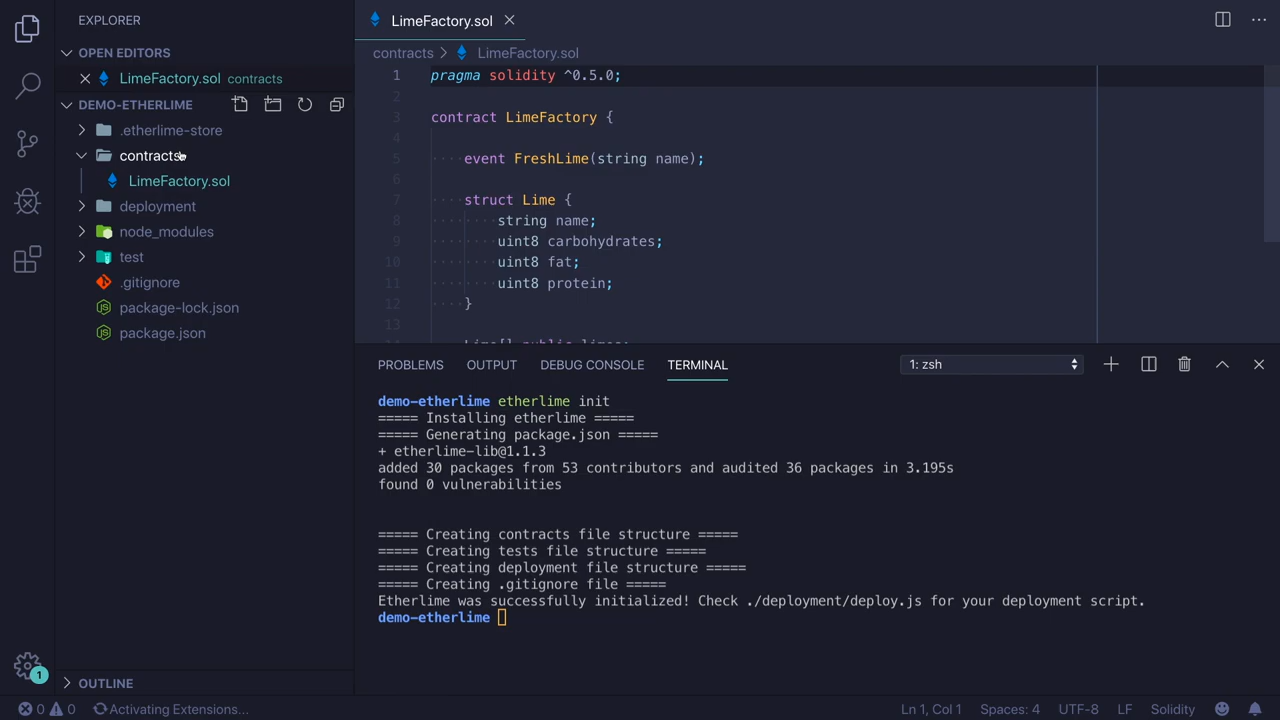 EXPLORER
OPEN EDITORS
LimeFactory.sol contracts
DEMO-ETHERLIME
.etherlime-store
contracts
LimeFactory.sol
deployment
node_modules
test
.gitignore
package-lock.json
package.json
OUTLINE
LimeFactory.sol
contracts > LimeFactory.sol
1 pragma solidity ^0.5.0;
2
3 contract LimeFactory {
4
5 event FreshLime(string name);
6
7 struct Lime {
8 string name;
9 uint8 carbohydrates;
10 uint8 fat;
11 uint8 protein;
12 }
13
Lime[] public limes;
PROBLEMS OUTPUT DEBUG CONSOLE TERMINAL 1: zsh
demo-etherlime etherlime init
===== Installing etherlime =====
===== Generating package.json =====
+ etherlime-lib@1.1.3
added 30 packages from 53 contributors and audited 36 packages in 3.195s
found 0 vulnerabilities
===== Creating contracts file structure =====
===== Creating tests file structure =====
===== Creating deployment file structure =====
===== Creating .gitignore file =====
Etherlime was successfully initialized! Check ./deployment/deploy.js for your deployment script.
demo-etherlime
1
0 0 Activating Extensions... Ln 1, Col 1 Spaces: 4 UTF-8 LF Solidity